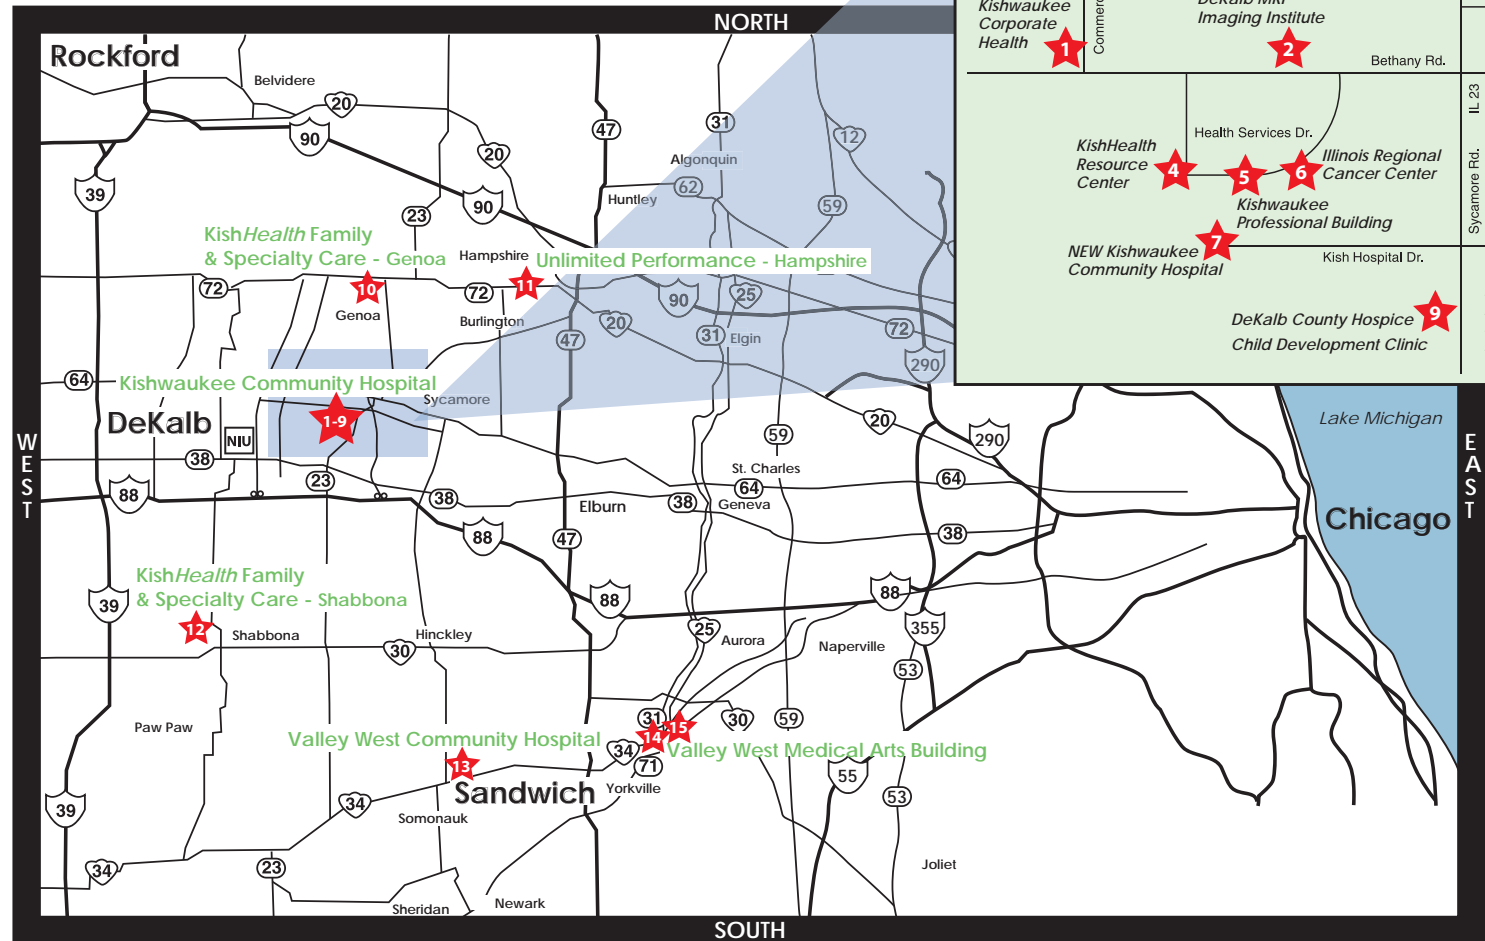 NORTH
Rockford
Belvidere
20
90
39
47
31
12
20
Algonquin
62
Huntley
59
90
23
KishHealth Family
& Specialty Care - Genoa
Hampshire
Unlimited Performance - Hampshire
72
10
Genoa
72
11
Burlington
90
25
20
31
Elgin
47
72
290
64
Kishwaukee Community Hospital
Sycamore
DeKalb
1-9
NIU
38
23
88
38
88
Elburn
47
59
St. Charles
64
38
Geneva
20
290
64
38
Lake Michigan
Chicago
WEST
EAST
KishHealth Family
& Specialty Care - Shabbona
39
12
Shabbona
30
Hinckley
88
25
Aurora
Naperville
88
355
53
Paw Paw
Valley West Community Hospital
13
Sandwich
31
14
15
30
59
34
71
Valley West Medical Arts Building
Yorkville
55
53
39
34
Somonauk
34
23
Sheridan
Newark
Joliet
SOUTH
Kishwaukee
Corporate
Health
1
Commerc
DeKalb MRI
Imaging Institute
2
Bethany Rd.
IL 23
Sycamore Rd.
Health Services Dr.
KishHealth
Resource
Center
4
5
6
Illinois Regional
Cancer Center
Kishwaukee
Professional Building
7
NEW Kishwaukee
Community Hospital
Kish Hospital Dr.
DeKalb County Hospice
9
Child Development Clinic